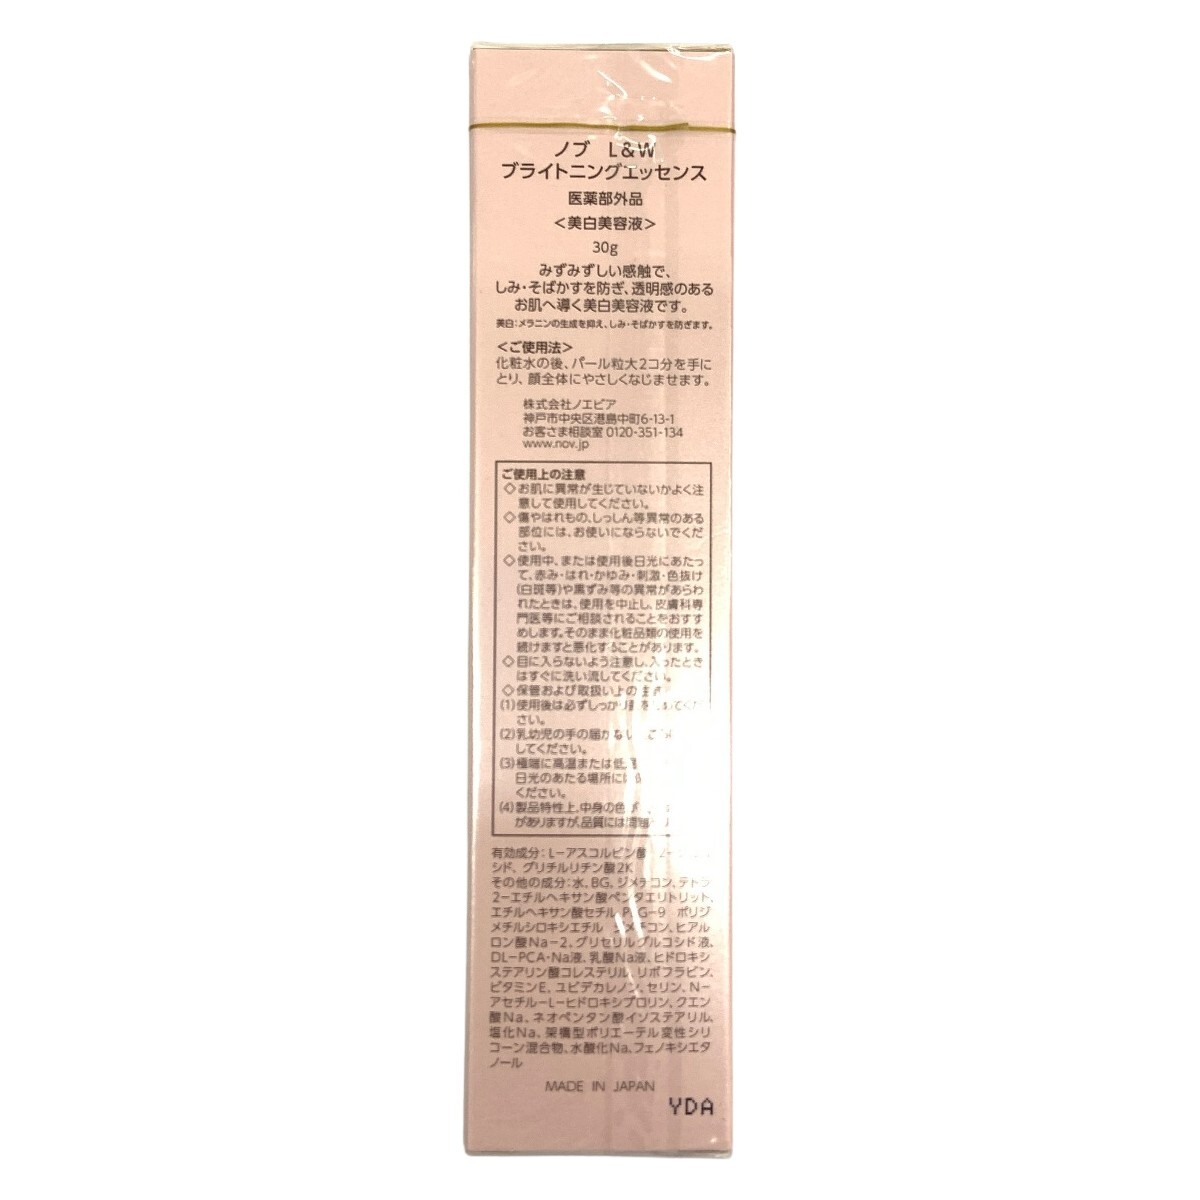 ノブ L&W
ブライトニングエッセンス
医薬部外品
＜美白美容液＞
30g
みずみずしい感触で、
しみ・そばかすを防ぎ、透明感のある
お肌へ導く美白美容液です。
美白：メラニンの生成を抑え、しみ・そばかすを防ぎます。
＜ご使用法＞
化粧水の後、パール粒大2コ分を手に
とり、顔全体にやさしくなじませます。
株式会社ノエビア
神戸市中央区港島中町6-13-1
お客さま相談室 0120-351-134
www.nov.jp
ご使用上の注意
◇お肌に異常が生じていないかよく注
意して使用してください。
◇傷やはれもの、しっしん等異常のある
部位には、お使いにならないでくだ
さい。
◇使用中、または使用後日光にあたっ
て、赤み・はれ・かゆみ・刺激・色抜け
(白斑等)や黒ずみ等の異常があらわ
れたときは、使用を中止し、皮膚科専
門医等にご相談されることをおすす
めします。そのまま化粧品類の使用を
続けますと悪化することがあります。
◇目に入らないよう注意し、入ったとき
はすぐに洗い流してください。
◇保管および取扱い上の
(1)使用後は必ずしっかり
さい。
(2)乳幼児の手の届かない
してください。
(3)極端に高温または低
日光のあたる場所には
ください。
(4)製品特性上、中身の色
がありますが、品質には問題
有効成分：L－アスコルビン酸
シド、グリチルリチン酸2K
その他の成分：水、BG、ジメチコン、テトラ
2－エチルヘキサン酸ペンタエリトリット、
エチルヘキサン酸セチル、PEG－9 ポリジ
メチルシロキシエチル ジメチコン、ヒアル
ロン酸Na－2、グリセリルグルコシド液、
DL－PCA・Na液、乳酸Na液、ヒドロキシ
ステアリン酸コレステリル、リボフラビン、
ビタミンE、ユビデカレノン、セリン、N－
アセチル－L－ヒドロキシプロリン、クエン
酸Na、ネオペンタン酸イソステアリル、
塩化Na、架橋型ポリエーテル変性シリ
コーン混合物、水酸化Na、フェノキシエタ
ノール
MADE IN JAPAN
YDA